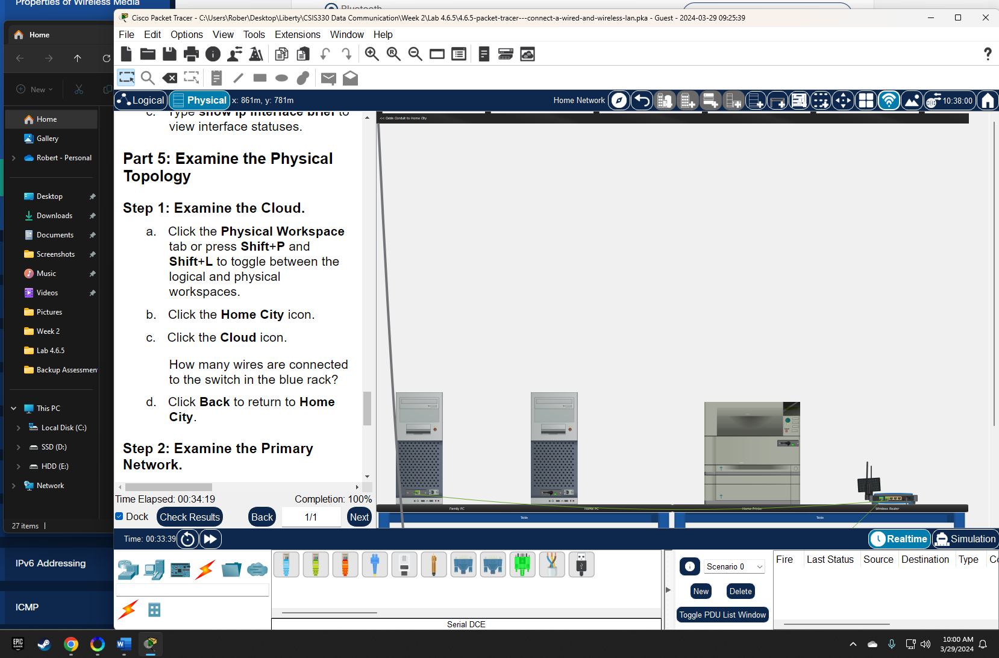 Properties of Wireless Media
Bluetooth
Home
New
Home
Gallery
Robert - Personal
Desktop
Downloads
Documents
Screenshots
Music
Videos
Pictures
Week 2
Lab 4.6.5
Backup Assessmen
This PC
Local Disk (C:)
SSD (D:)
HDD (E:)
Network
27 items
IPv6 Addressing
ICMP
Cisco Packet Tracer - C:\Users\Rober\Desktop\Liberty\CSIS330 Data Communication\Week 2\Lab 4.6.5\4.6.5-packet-tracer---connect-a-wired-and-wireless-lan.pka - Guest - 2024-03-29 09:25:39
File Edit Options View Tools Extensions Window Help
Logical Physical x: 861m, y: 781m
Home Network
10:38:00
c. Type show ip interface brief to
view interface statuses.
Part 5: Examine the Physical
Topology
Step 1: Examine the Cloud.
a. Click the Physical Workspace
tab or press Shift+P and
Shift+L to toggle between the
logical and physical
workspaces.
b. Click the Home City icon.
c. Click the Cloud icon.
How many wires are connected
to the switch in the blue rack?
d. Click Back to return to Home
City.
Step 2: Examine the Primary
Network.
Time Elapsed: 00:34:19 Completion: 100%
Dock Check Results Back 1/1 Next
<< Cable Conduit to Home City
Family PC
Home PC
Home Printer
Wireless Router
Table
Table
Time: 00:33:39
Realtime Simulation
Serial DCE
Scenario 0
New Delete
Toggle PDU List Window
Fire Last Status Source Destination Type Co
EPIC
GAMES
W
10:00 AM
3/29/2024